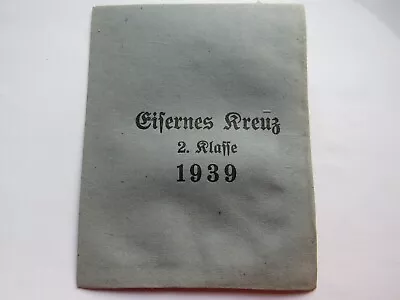 Eiſernes Kreuz
2. Klaſſe
1939